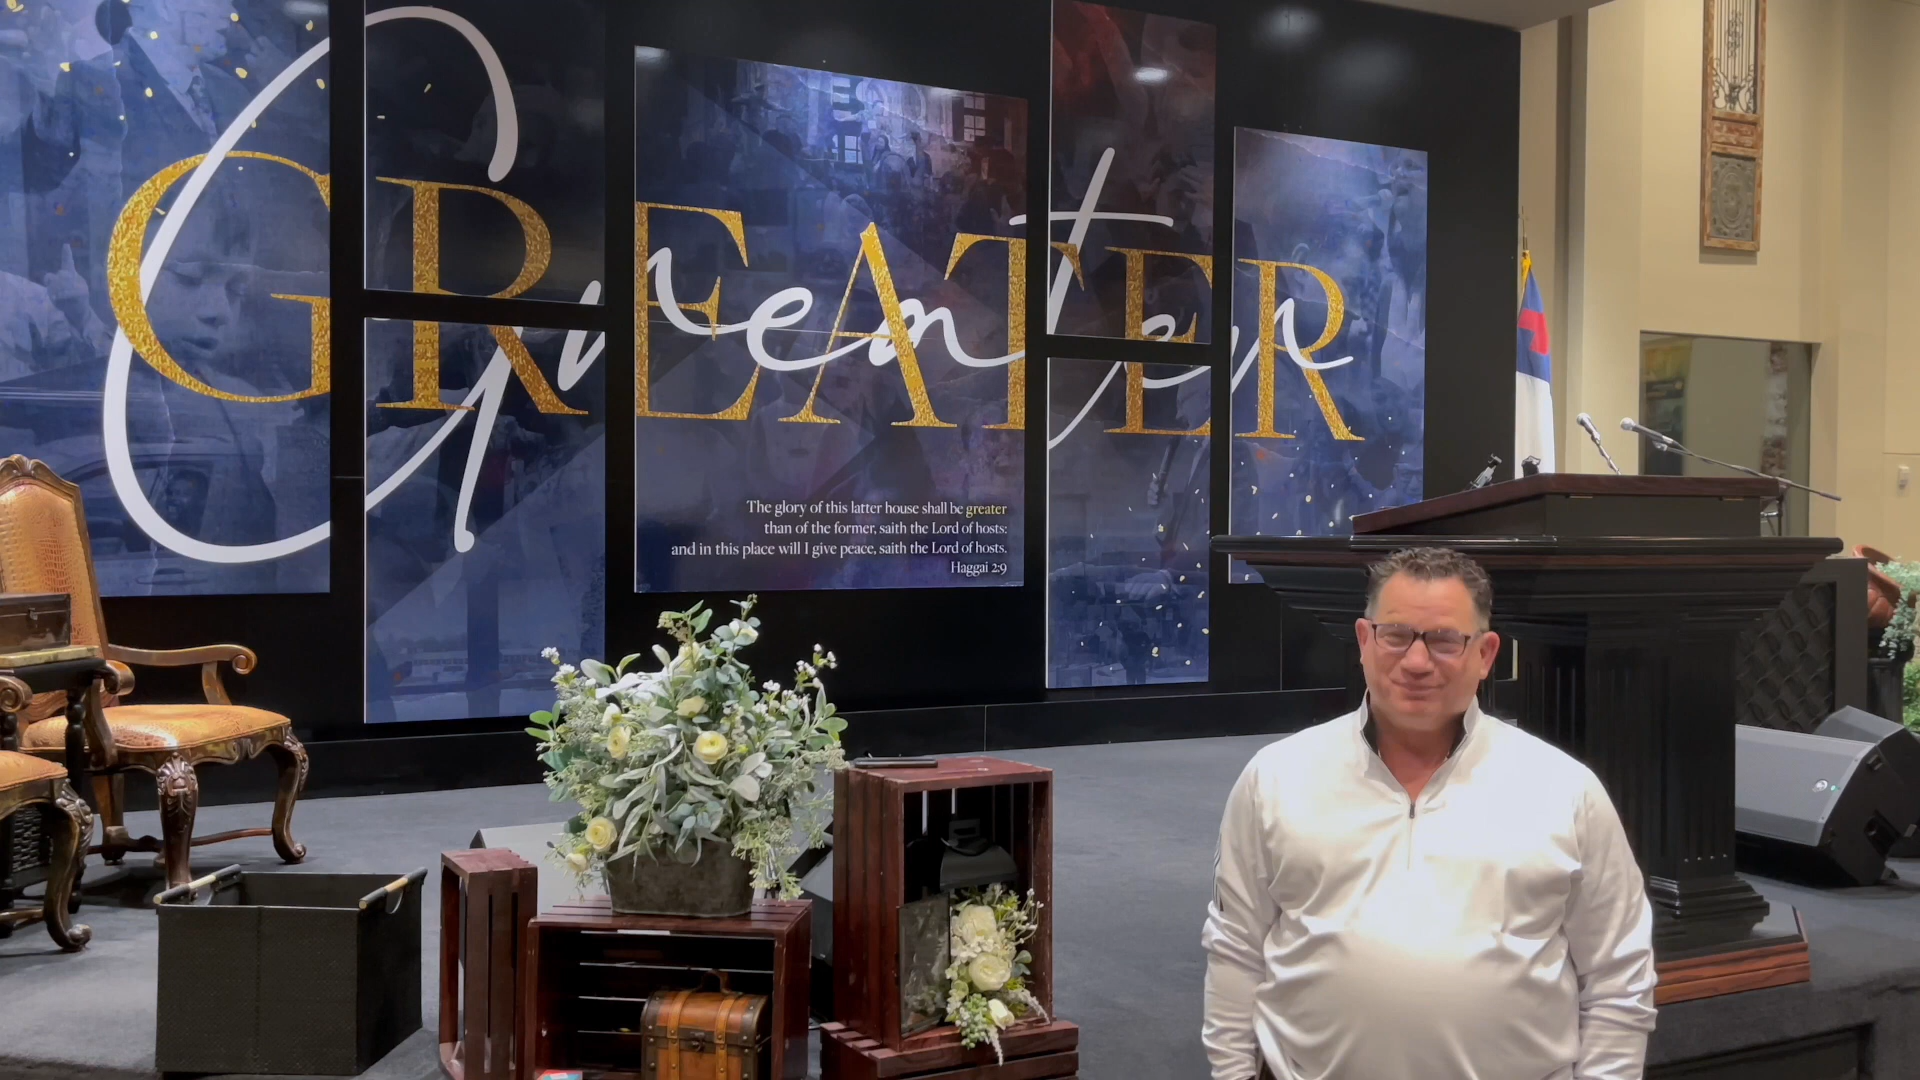 GREATER
Greater
The glory of this latter house shall be greater
than of the former, saith the Lord of hosts:
and in this place will I give peace, saith the Lord of hosts.
Haggai 2:9